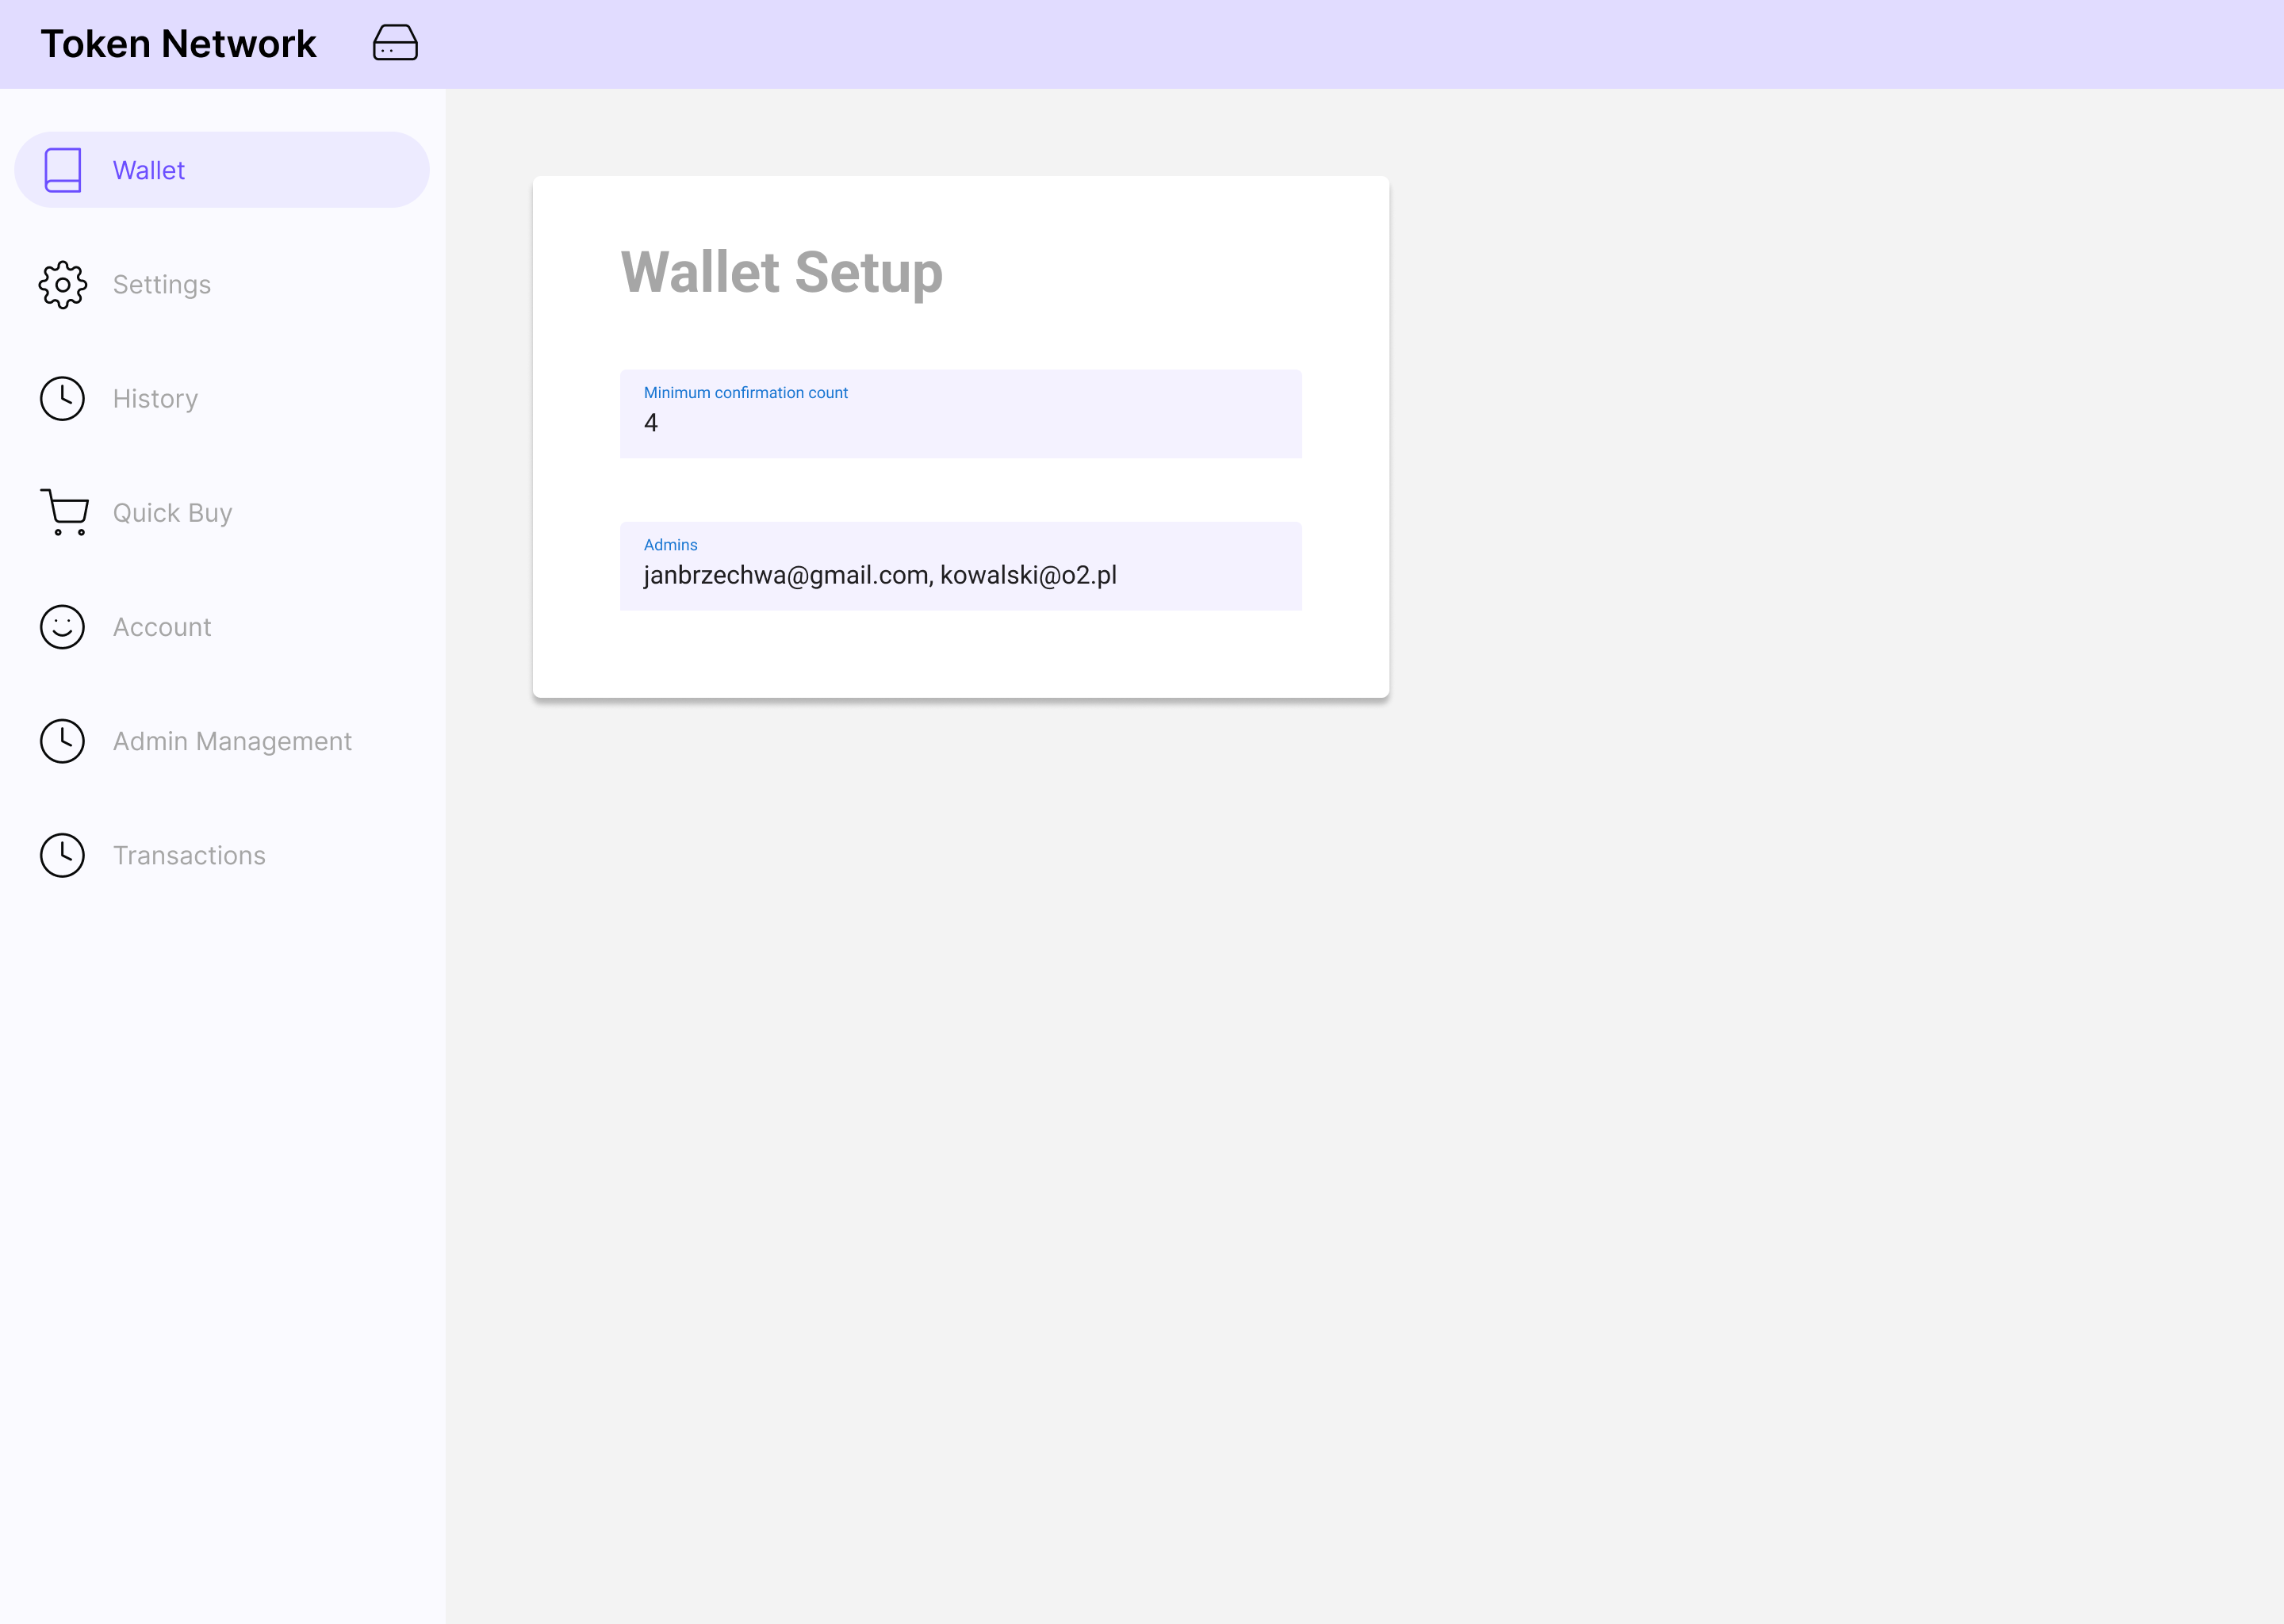 Token Network
Wallet
Settings
History
Quick Buy
Account
Admin Management
Transactions
Wallet Setup
Minimum confirmation count
4
Admins
janbrzechwa@gmail.com, kowalski@o2.pl